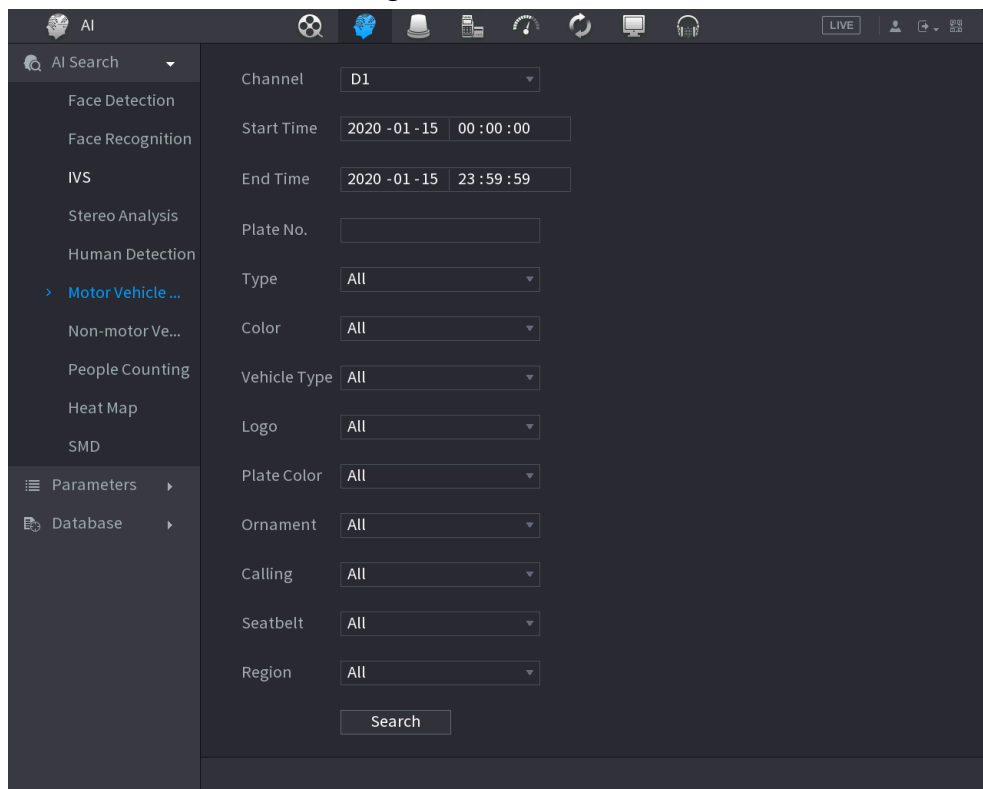 AI
LIVE
AI Search
Face Detection
Face Recognition
IVS
Stereo Analysis
Human Detection
Motor Vehicle ...
Non-motor Ve...
People Counting
Heat Map
SMD
Parameters
Database
Channel D1
Start Time 2020 -01 -15 00 :00 :00
End Time 2020 -01 -15 23 :59 :59
Plate No.
Type All
Color All
Vehicle Type All
Logo All
Plate Color All
Ornament All
Calling All
Seatbelt All
Region All
Search